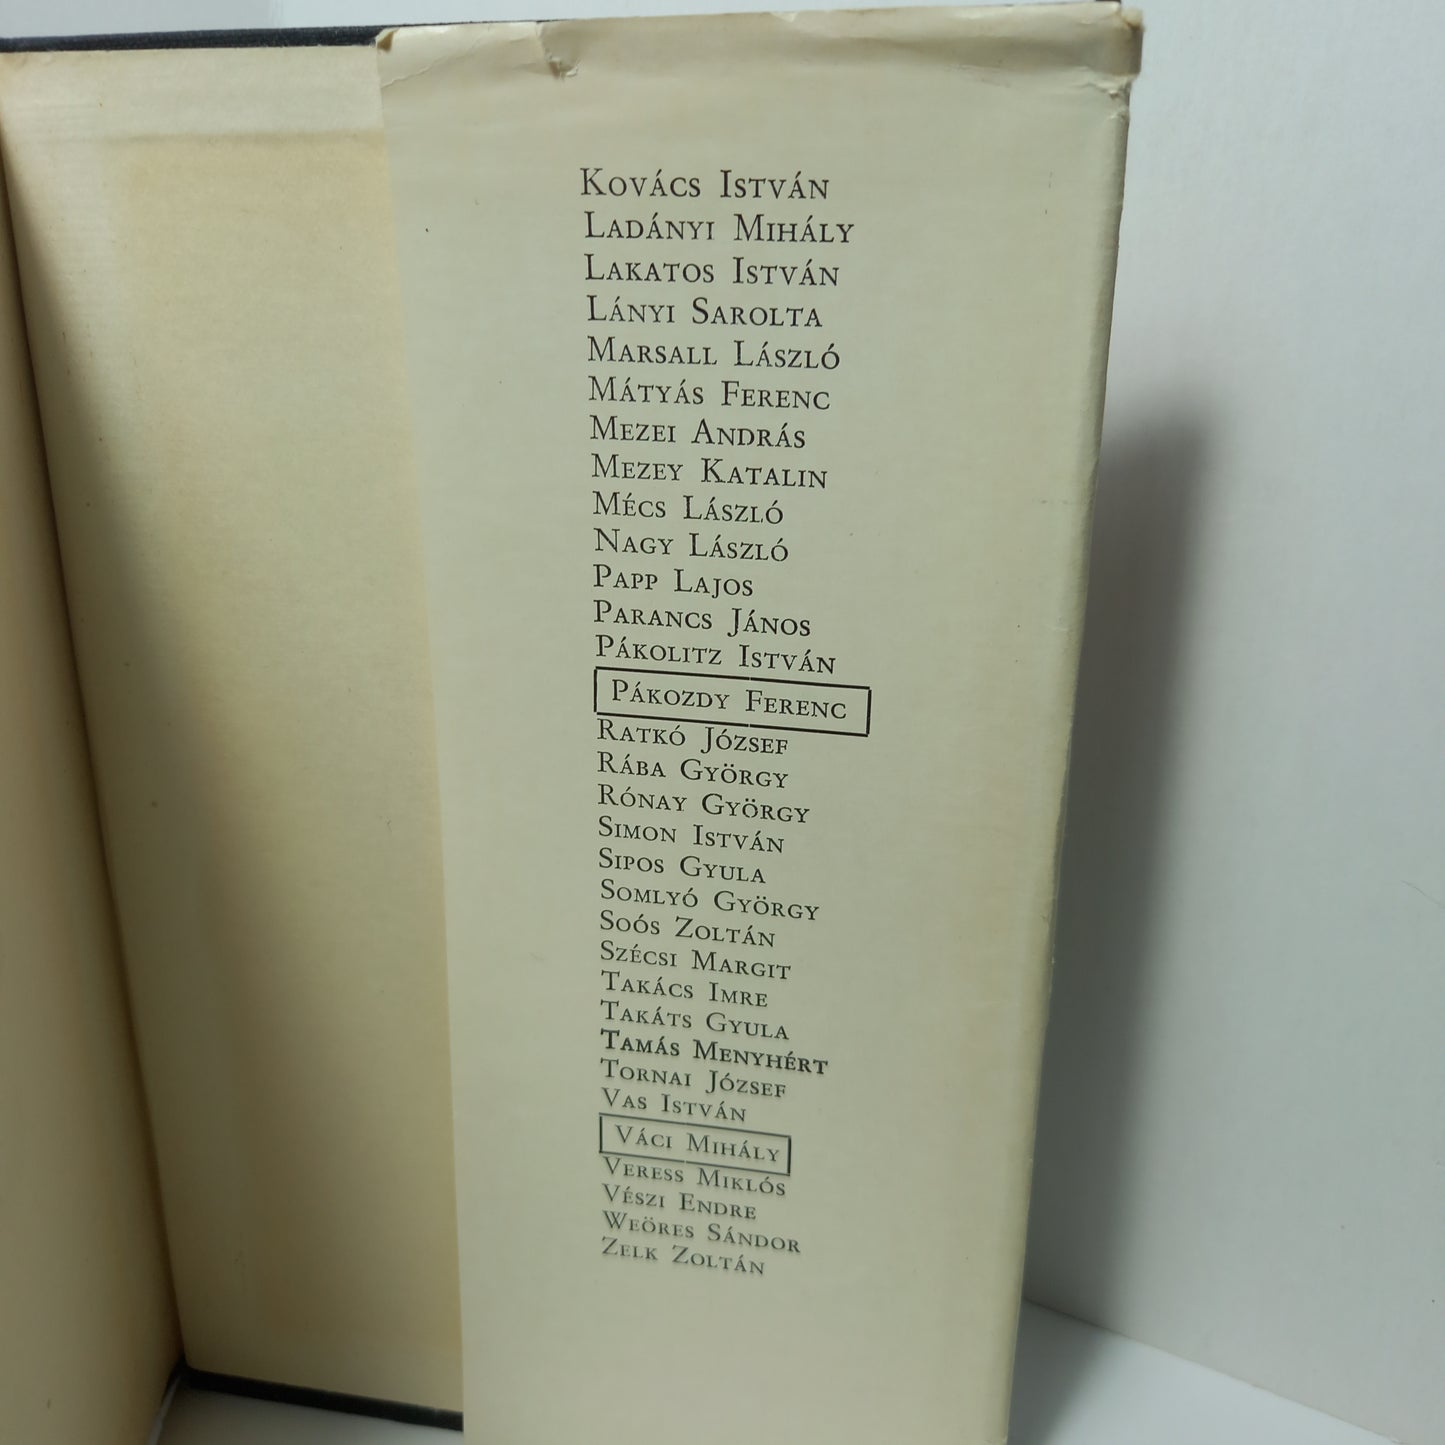 Kovács István
Ladányi Mihály
Lakatos István
Lányi Sarolta
Marsall László
Mátyás Ferenc
Mezei András
Mezey Katalin
Mécs László
Nagy László
Papp Lajos
Parancs János
Pákolitz István
Pákozdy Ferenc
Ratkó József
Rába György
Rónay György
Simon István
Sipos Gyula
Somlyó György
Soós Zoltán
Szécsi Margit
Takács Imre
Takáts Gyula
Tamás Menyhért
Tornai József
Vas István
Váci Mihály
Veress Miklós
Vészi Endre
Weöres Sándor
Zelk Zoltán